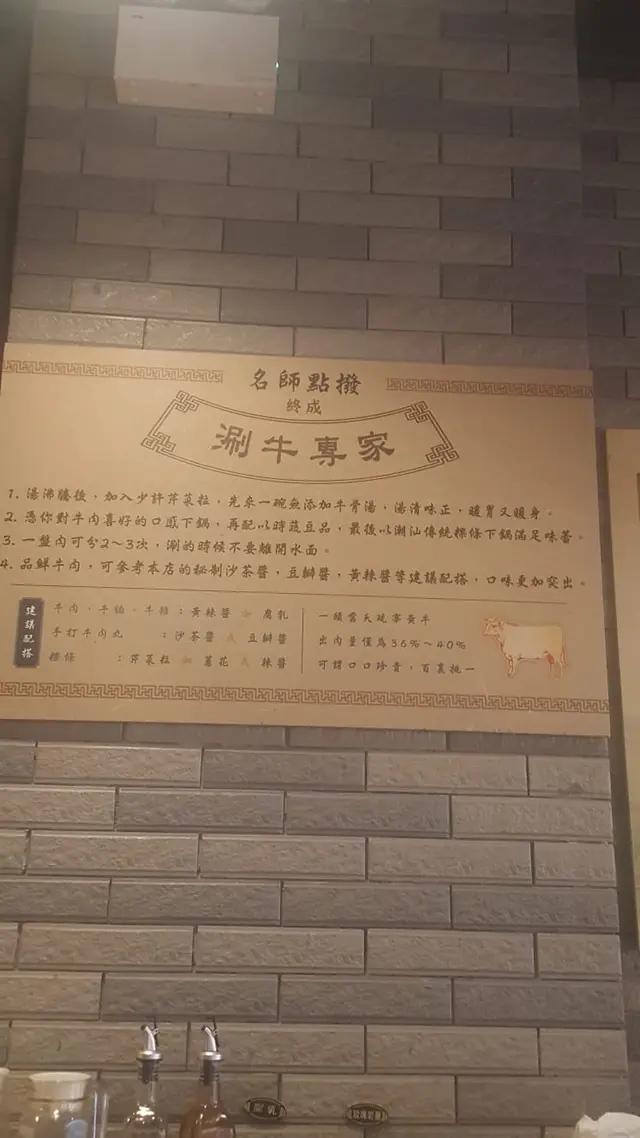 名師點撥
終成
涮牛專家
1. 湯沸騰後,加入少許芹菜粒,先來一碗無添加牛骨湯,湯清味正,暖胃又暖身。
2. 憑你對牛肉喜好的口感下鍋,再配以時蔬豆品,最後以潮汕傳統粿條下鍋滿足味蕾。
3. 一盤肉可分2～3次,涮的時候不要離開水面。
4. 品鮮牛肉,可參考本店的秘制沙茶醬,豆瓣醬,黃辣醬等建議配搭,口味更加突出。
建議配搭
牛肉、牛舳、牛雜:黃辣醬 加 腐乳
手打牛肉丸 :沙茶醬 或 豆瓣醬
粿條 :芹菜粒 加 蔥花 或 辣醬
一頭當天現宰黃牛
出肉量僅為36%～40%
可謂口口珍貴,百裏挑一
腐乳